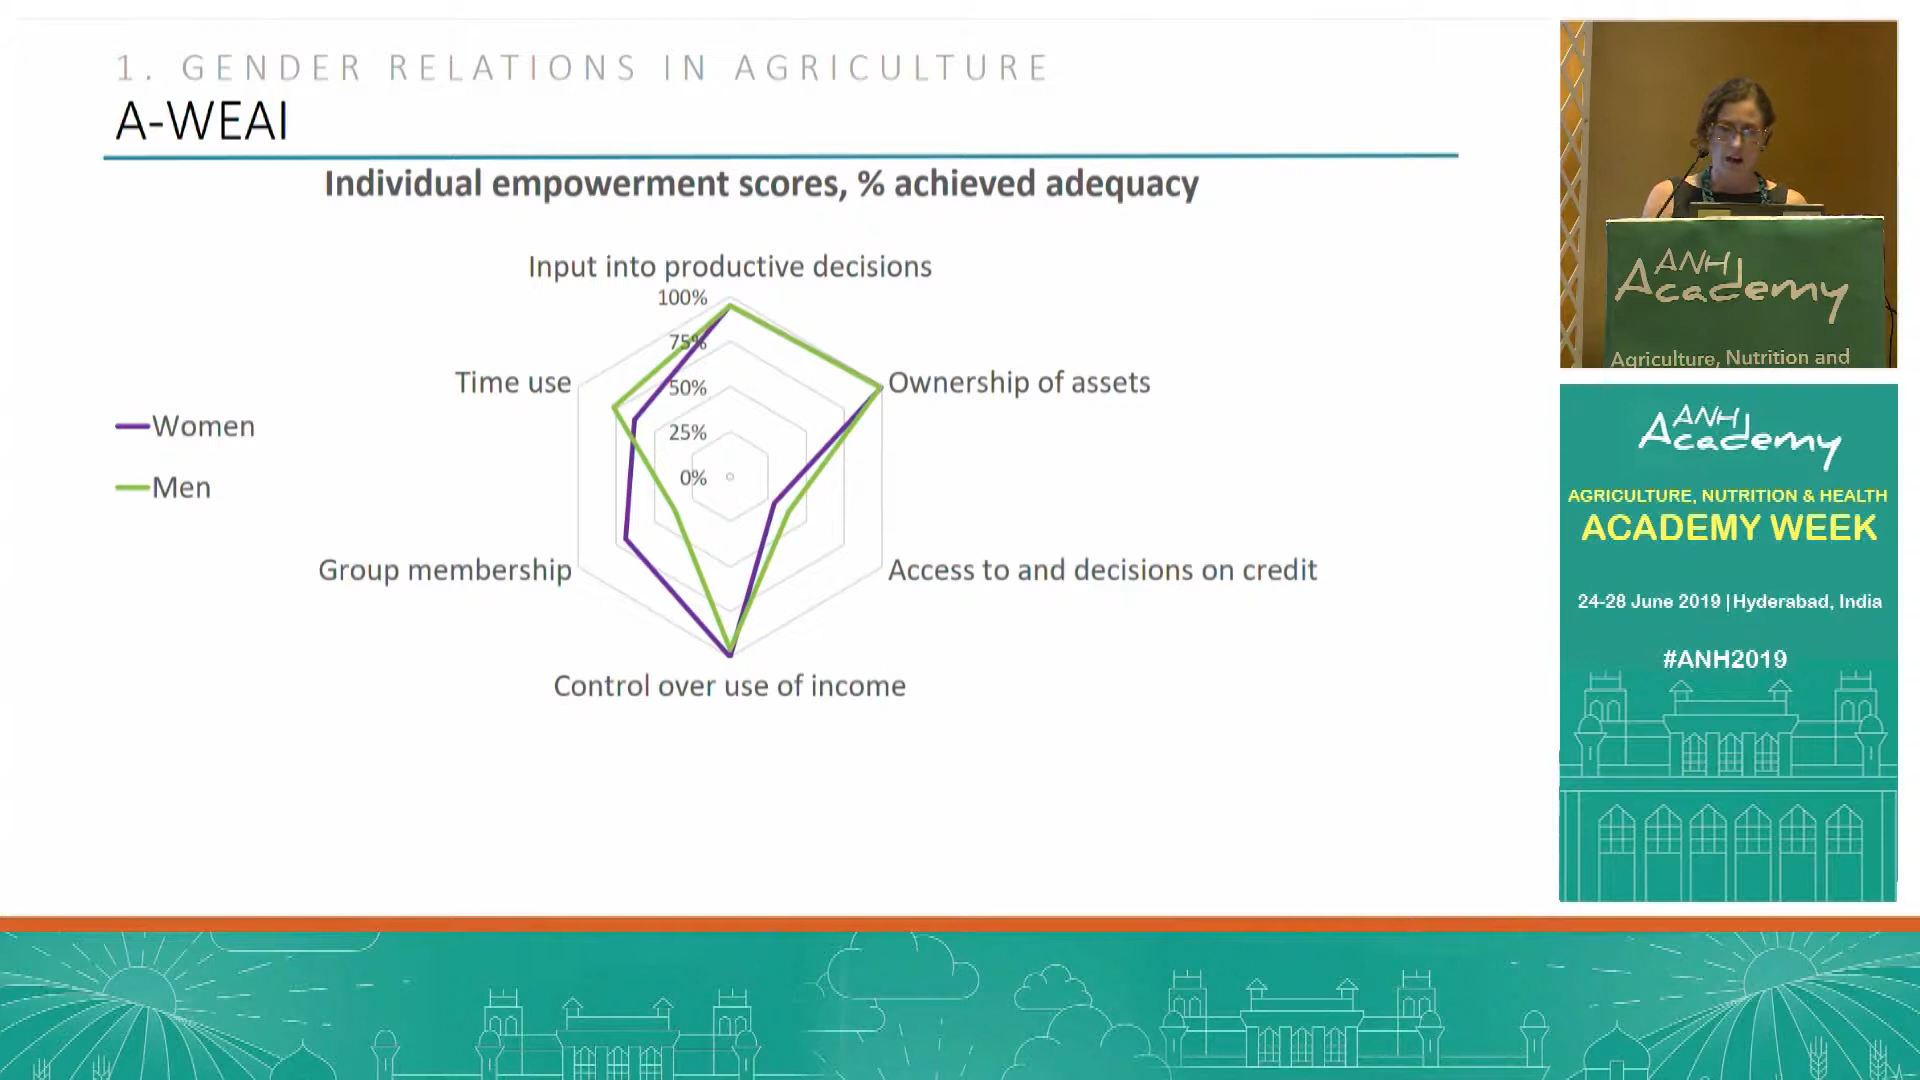 1. GENDER RELATIONS IN AGRICULTURE
A-WEAI
Individual empowerment scores, % achieved adequacy
Input into productive decisions
100%
75%
Time use
50%
Ownership of assets
25%
Women
0%
Men
Group membership
Access to and decisions on credit
Control over use of income
ANH
Academy
Agriculture, Nutrition and
ANH
Academy
AGRICULTURE, NUTRITION & HEALTH
ACADEMY WEEK
24-28 June 2019 | Hyderabad, India
#ANH2019